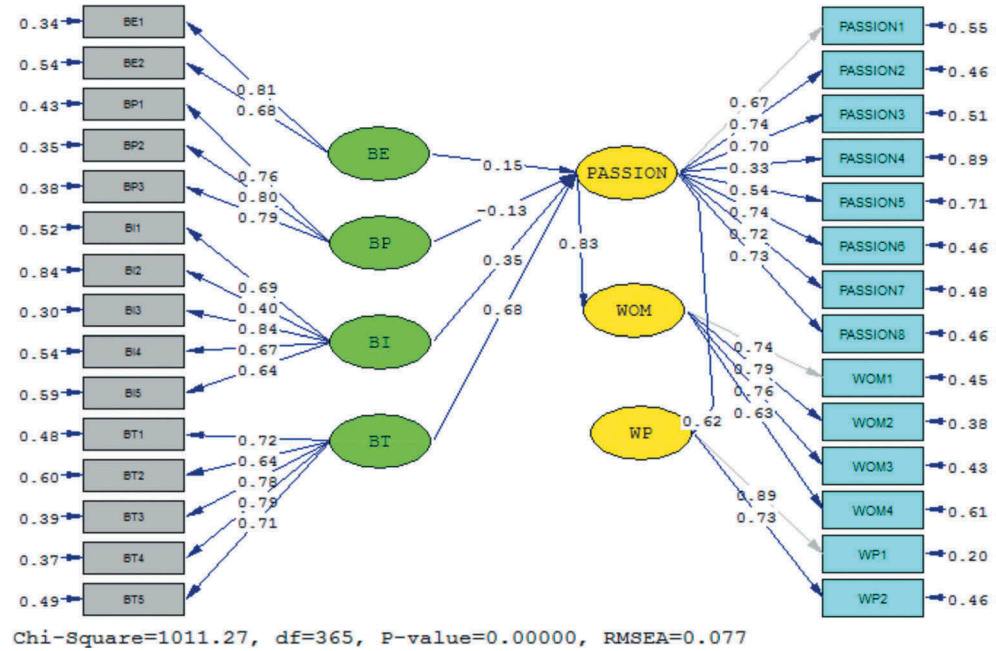 0.34 BE1
0.54 BE2
0.43 BP1
0.35 BP2
0.38 BP3
0.52 BI1
0.84 BI2
0.30 BI3
0.54 BI4
0.59 BI5
0.48 BT1
0.60 BT2
0.39 BT3
0.37 BT4
0.49 BT5
0.81
0.68
0.76
0.80
0.79
0.69
0.40
0.84
0.67
0.64
0.72
0.64
0.78
0.79
0.71
BE
BP
BI
BT
0.15
-0.13
0.35
0.68
PASSION
0.83
WOM
0.62
WP
0.67
0.74
0.70
0.33
0.54
0.74
0.72
0.73
0.74
0.79
0.76
0.63
0.89
0.73
PASSION1 0.55
PASSION2 0.46
PASSION3 0.51
PASSION4 0.89
PASSION5 0.71
PASSION6 0.46
PASSION7 0.48
PASSION8 0.46
WOM1 0.45
WOM2 0.38
WOM3 0.43
WOM4 0.61
WP1 0.20
WP2 0.46
Chi-Square=1011.27, df=365, P-value=0.00000, RMSEA=0.077